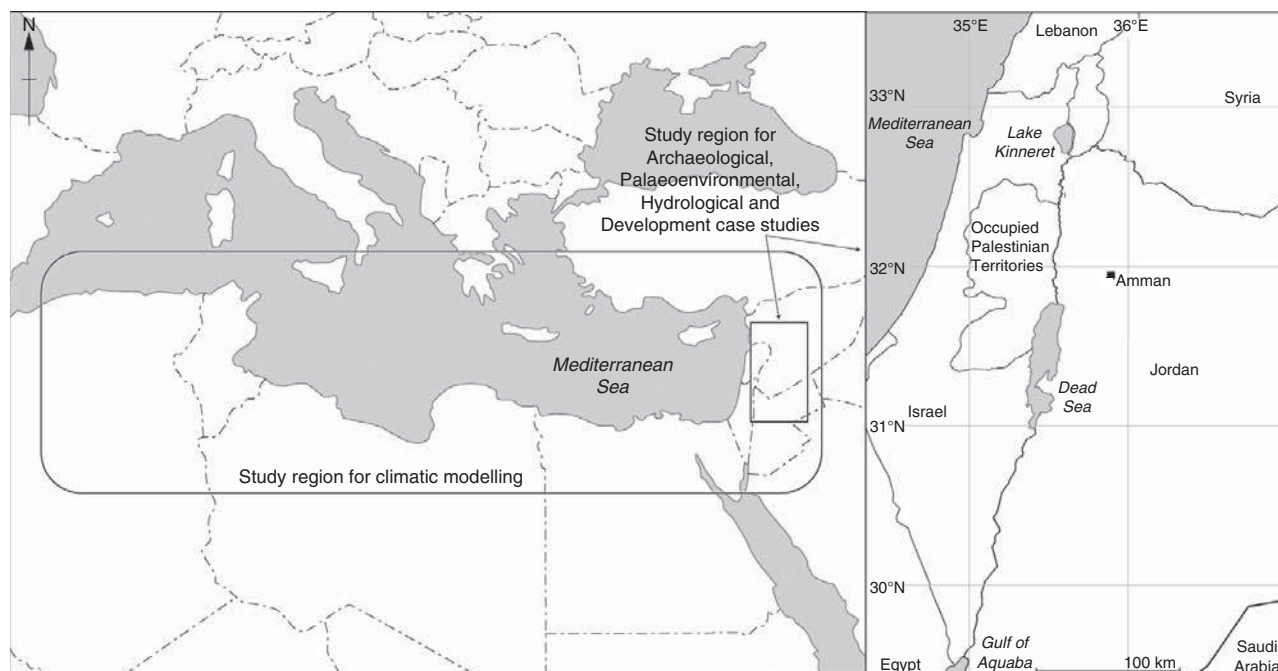 N
Study region for
Archaeological,
Palaeoenvironmental,
Hydrological and
Development case studies
Mediterranean
Sea
Study region for climatic modelling
35°E
36°E
Lebanon
33°N
Syria
Mediterranean
Sea
Lake
Kinneret
Occupied
Palestinian
Territories
32°N
Amman
Jordan
Dead
Sea
Israel
31°N
30°N
Gulf of
Aquaba
Egypt
100 km
Saudi
Arabia